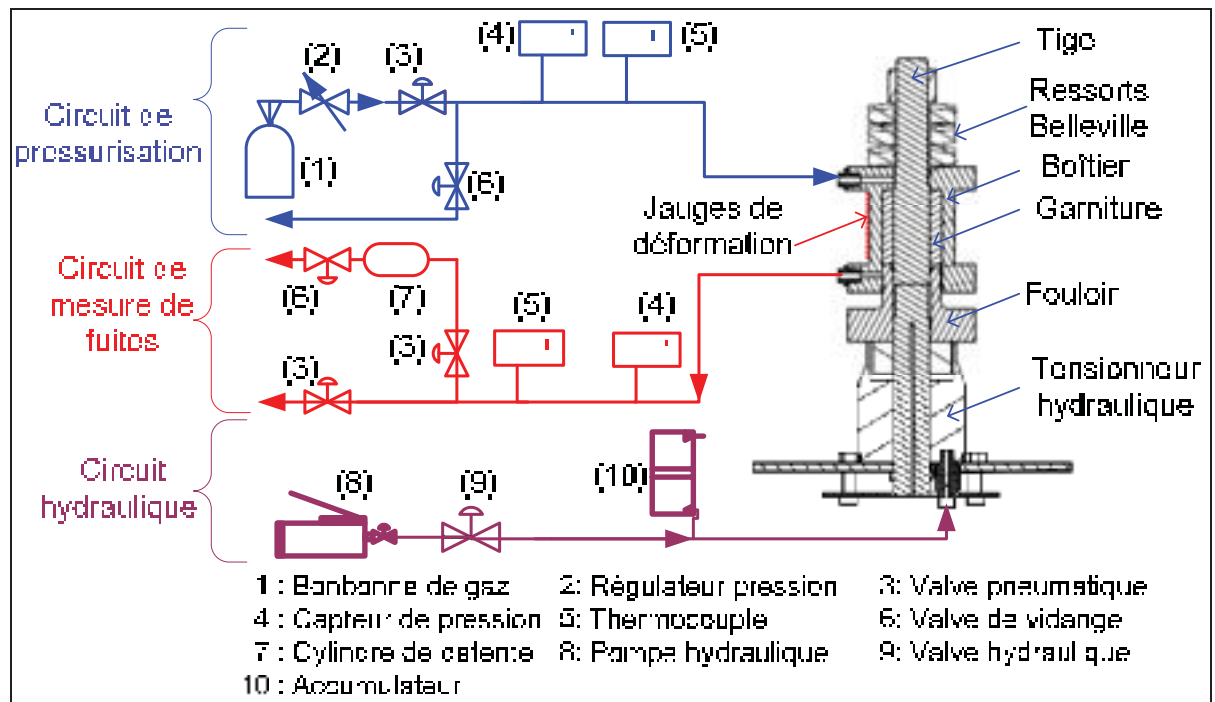 (4)
(5)
(2)
(3)
Circuit de
pressurisation
(1)
(6)
Tige
Ressorts
Belleville
Boîtier
Garniture
Jauges de
déformation
Circuit de
mesure de
fuites
(6)
(7)
(5)
(4)
(3)
(3)
Fouloir
Tensionneur
hydraulique
Circuit
hydraulique
(8)
(9)
(10)
1 : Bonbonne de gaz
2: Régulateur pression
3: Valve pneumatique
4 : Capteur de pression
5: Thermocouple
6: Valve de vidange
7 : Cylindre de détente
8: Pompe hydraulique
9: Valve hydraulique
10 : Accumulateur